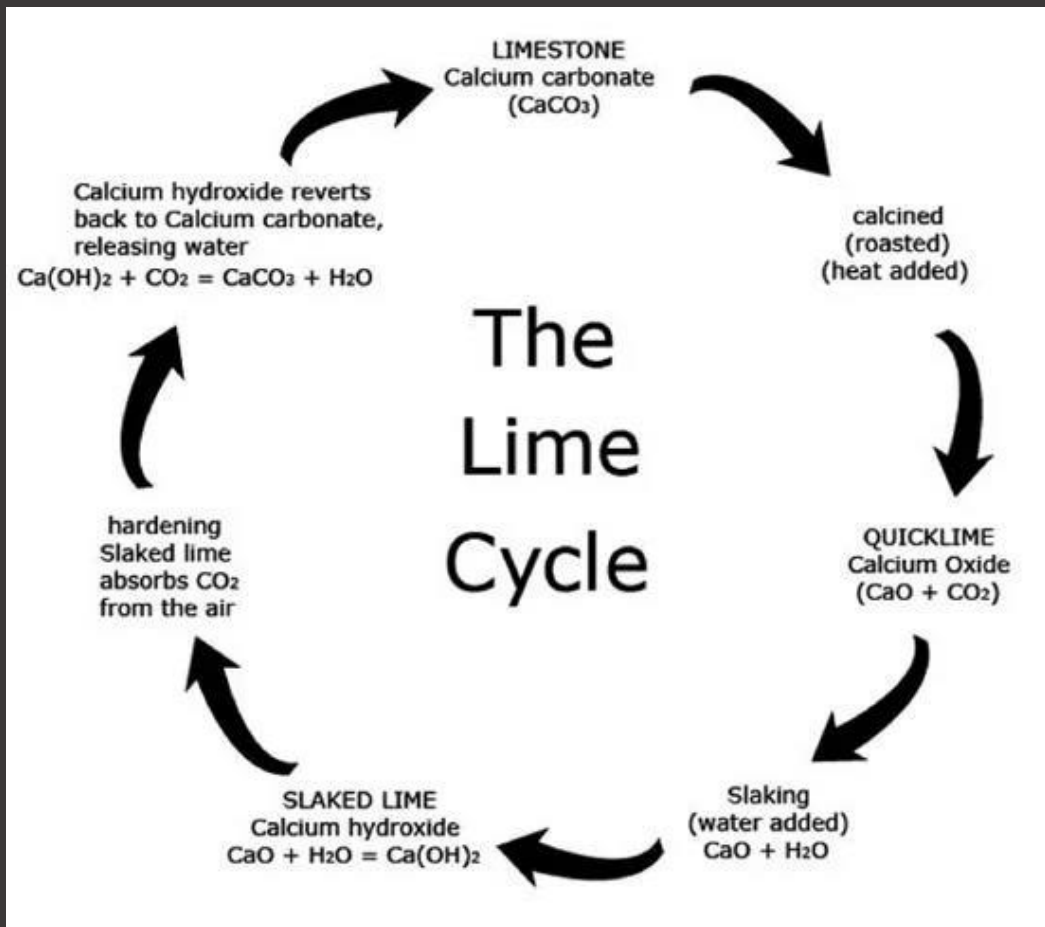 The
Lime
Cycle
LIMESTONE
Calcium carbonate
(CaCO₃)
calcined
(roasted)
(heat added)
QUICKLIME
Calcium Oxide
(CaO + CO₂)
Slaking
(water added)
CaO + H₂O
SLAKED LIME
Calcium hydroxide
CaO + H₂O = Ca(OH)₂
hardening
Slaked lime
absorbs CO₂
from the air
Calcium hydroxide reverts
back to Calcium carbonate,
releasing water
Ca(OH)₂ + CO₂ = CaCO₃ + H₂O